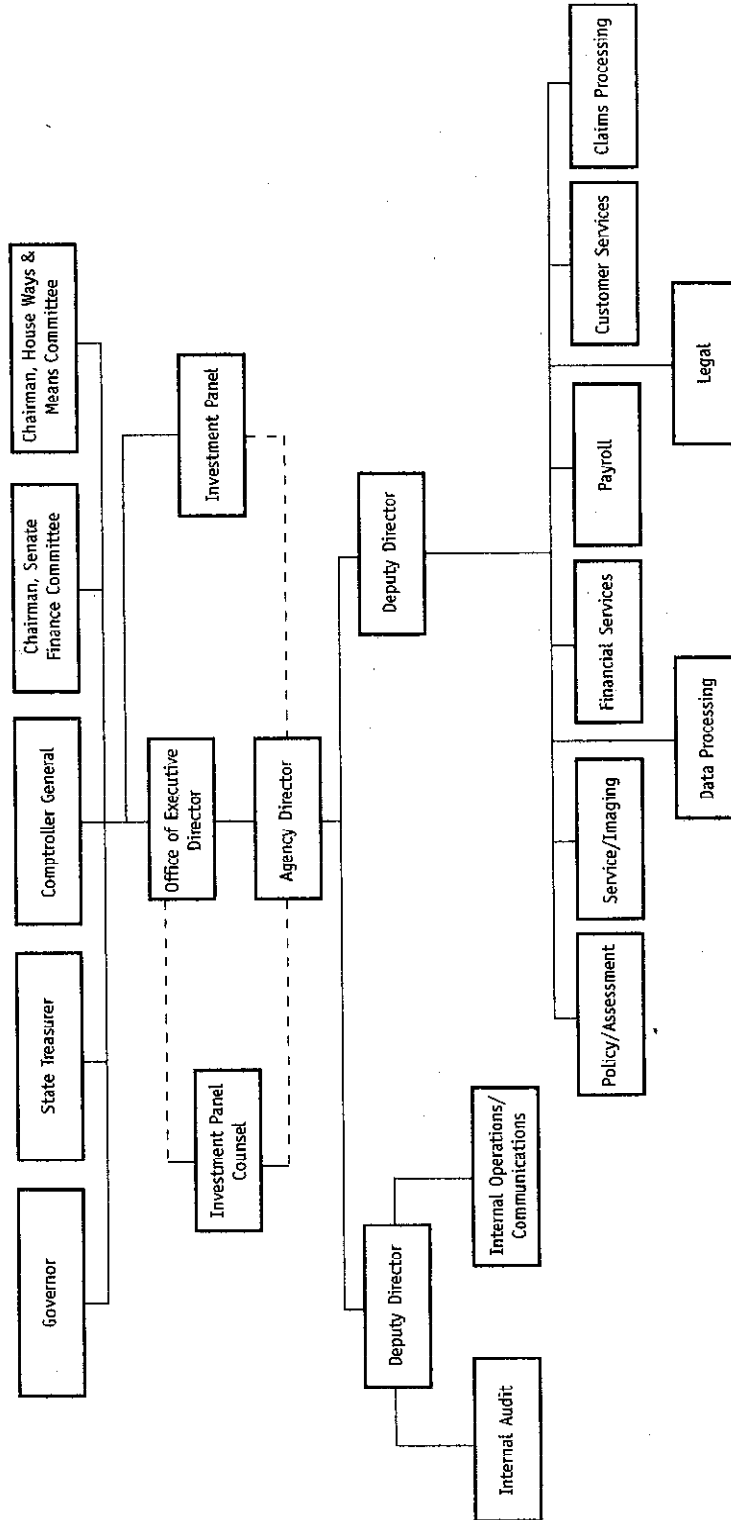 Governor
State Treasurer
Comptroller General
Chairman, Senate
Finance Committee
Chairman, House Ways &
Means Committee
Office of Executive
Director
Investment Panel
Investment Panel
Counsel
Agency Director
Deputy Director
Deputy Director
Internal Audit
Internal Operations/
Communications
Policy/Assessment
Service/Imaging
Financial Services
Payroll
Customer Services
Claims Processing
Data Processing
Legal